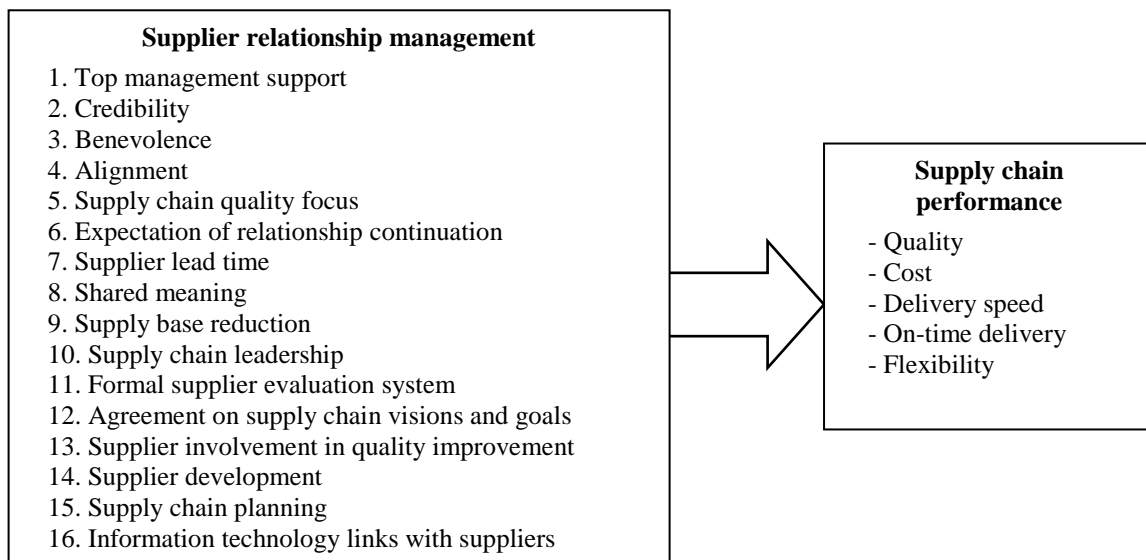 Supplier relationship management
1. Top management support
2. Credibility
3. Benevolence
4. Alignment
5. Supply chain quality focus
6. Expectation of relationship continuation
7. Supplier lead time
8. Shared meaning
9. Supply base reduction
10. Supply chain leadership
11. Formal supplier evaluation system
12. Agreement on supply chain visions and goals
13. Supplier involvement in quality improvement
14. Supplier development
15. Supply chain planning
16. Information technology links with suppliers
Supply chain
performance
- Quality
- Cost
- Delivery speed
- On-time delivery
- Flexibility